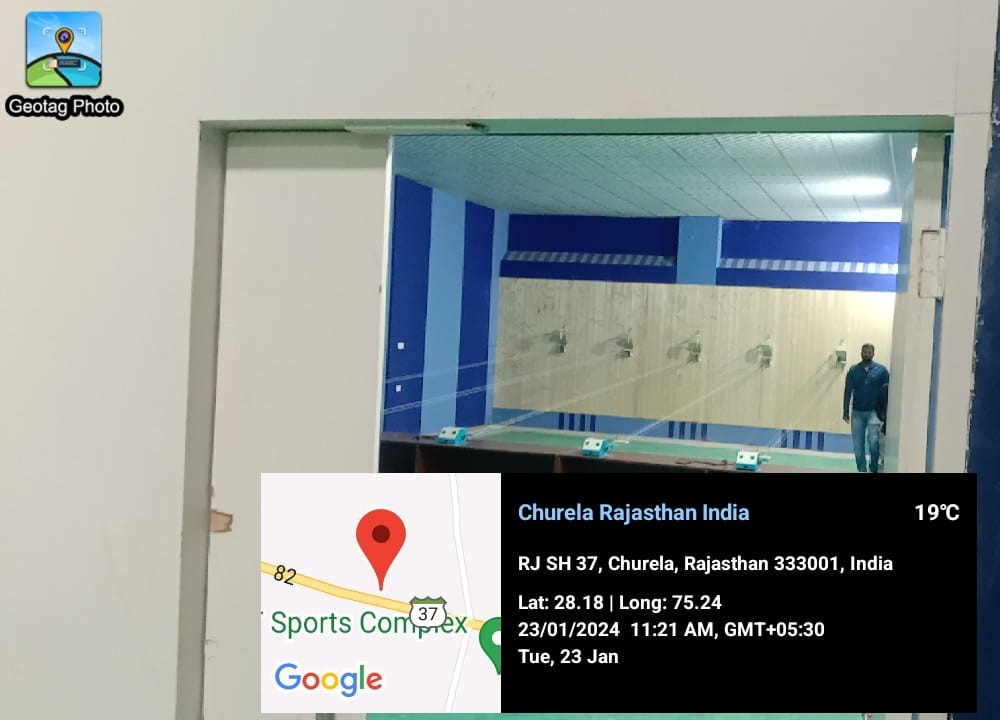 Geotag Photo
Churela Rajasthan India
19℃
RJ SH 37, Churela, Rajasthan 333001, India
Lat: 28.18 | Long: 75.24
23/01/2024 11:21 AM, GMT+05:30
Tue, 23 Jan
82
37
Sports Complex
Google